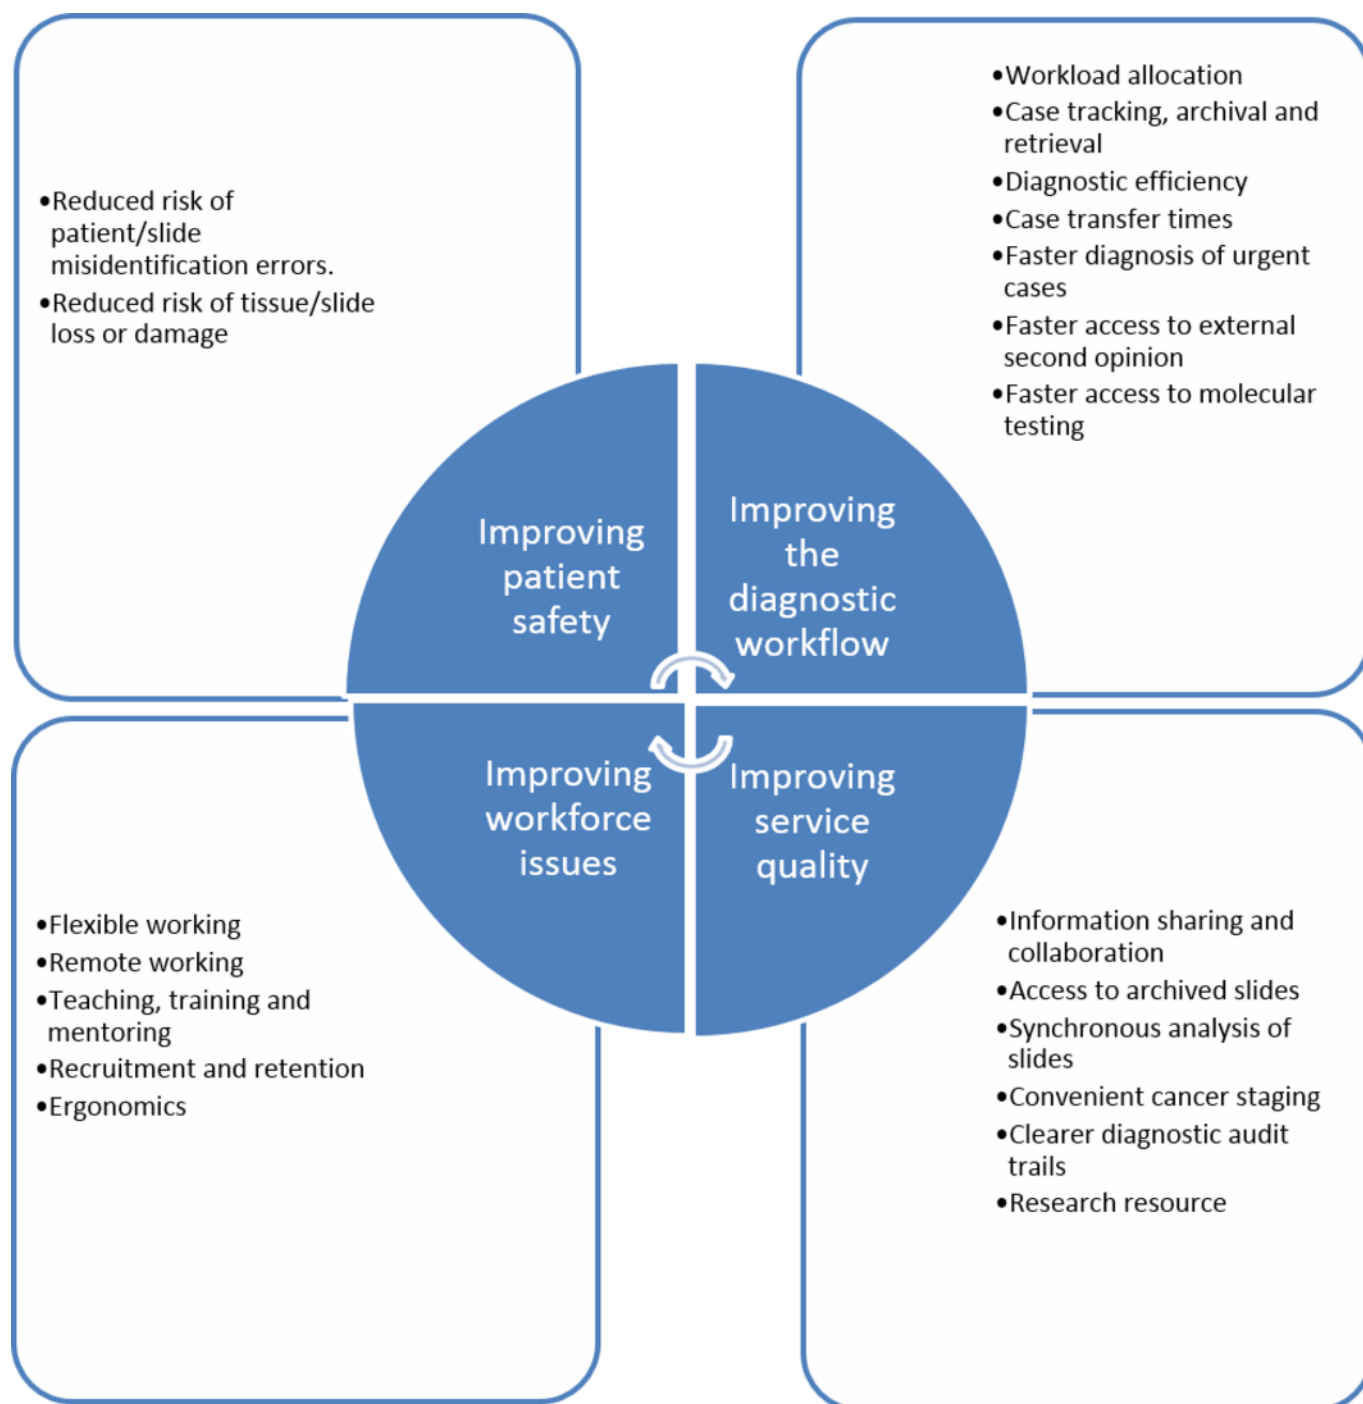 •Reduced risk of
patient/slide
misidentification errors.
•Reduced risk of tissue/slide
loss or damage
•Workload allocation
•Case tracking, archival and
retrieval
•Diagnostic efficiency
•Case transfer times
•Faster diagnosis of urgent
cases
•Faster access to external
second opinion
•Faster access to molecular
testing
Improving
patient
safety
Improving
the
diagnostic
workflow
Improving
workforce
issues
Improving
service
quality
•Flexible working
•Remote working
•Teaching, training and
mentoring
•Recruitment and retention
•Ergonomics
•Information sharing and
collaboration
•Access to archived slides
•Synchronous analysis of
slides
•Convenient cancer staging
•Clearer diagnostic audit
trails
•Research resource